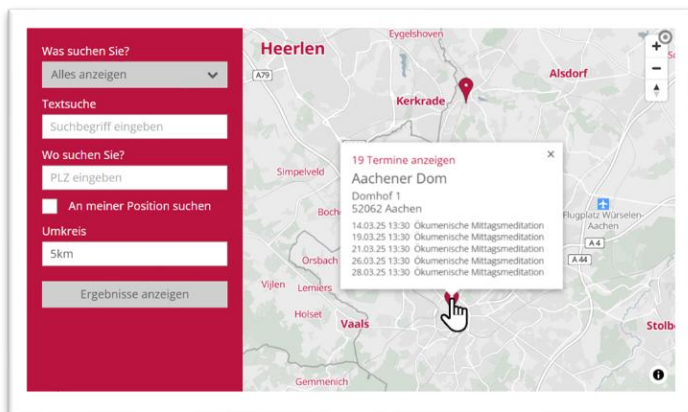 Was suchen Sie?
Alles anzeigen
Textsuche
Suchbegriff eingeben
Wo suchen Sie?
PLZ eingeben
An meiner Position suchen
Umkreis
5km
Ergebnisse anzeigen
Eygelshoven
Heerlen
A79
Alsdorf
Kerkrade
Simpelveld
19 Termine anzeigen
×
Aachener Dom
Domhof 1
52062 Aachen
14.03.25 13:30 Ökumenische Mittagsmeditation
19.03.25 13:30 Ökumenische Mittagsmeditation
21.03.25 13:30 Ökumenische Mittagsmeditation
26.03.25 13:30 Ökumenische Mittagsmeditation
28.03.25 13:30 Ökumenische Mittagsmeditation
Flugplatz Würselen-
Aachen
A4
A44
Orsbach
Vijlen
Lemiers
Holset
Vaals
Gemmenich